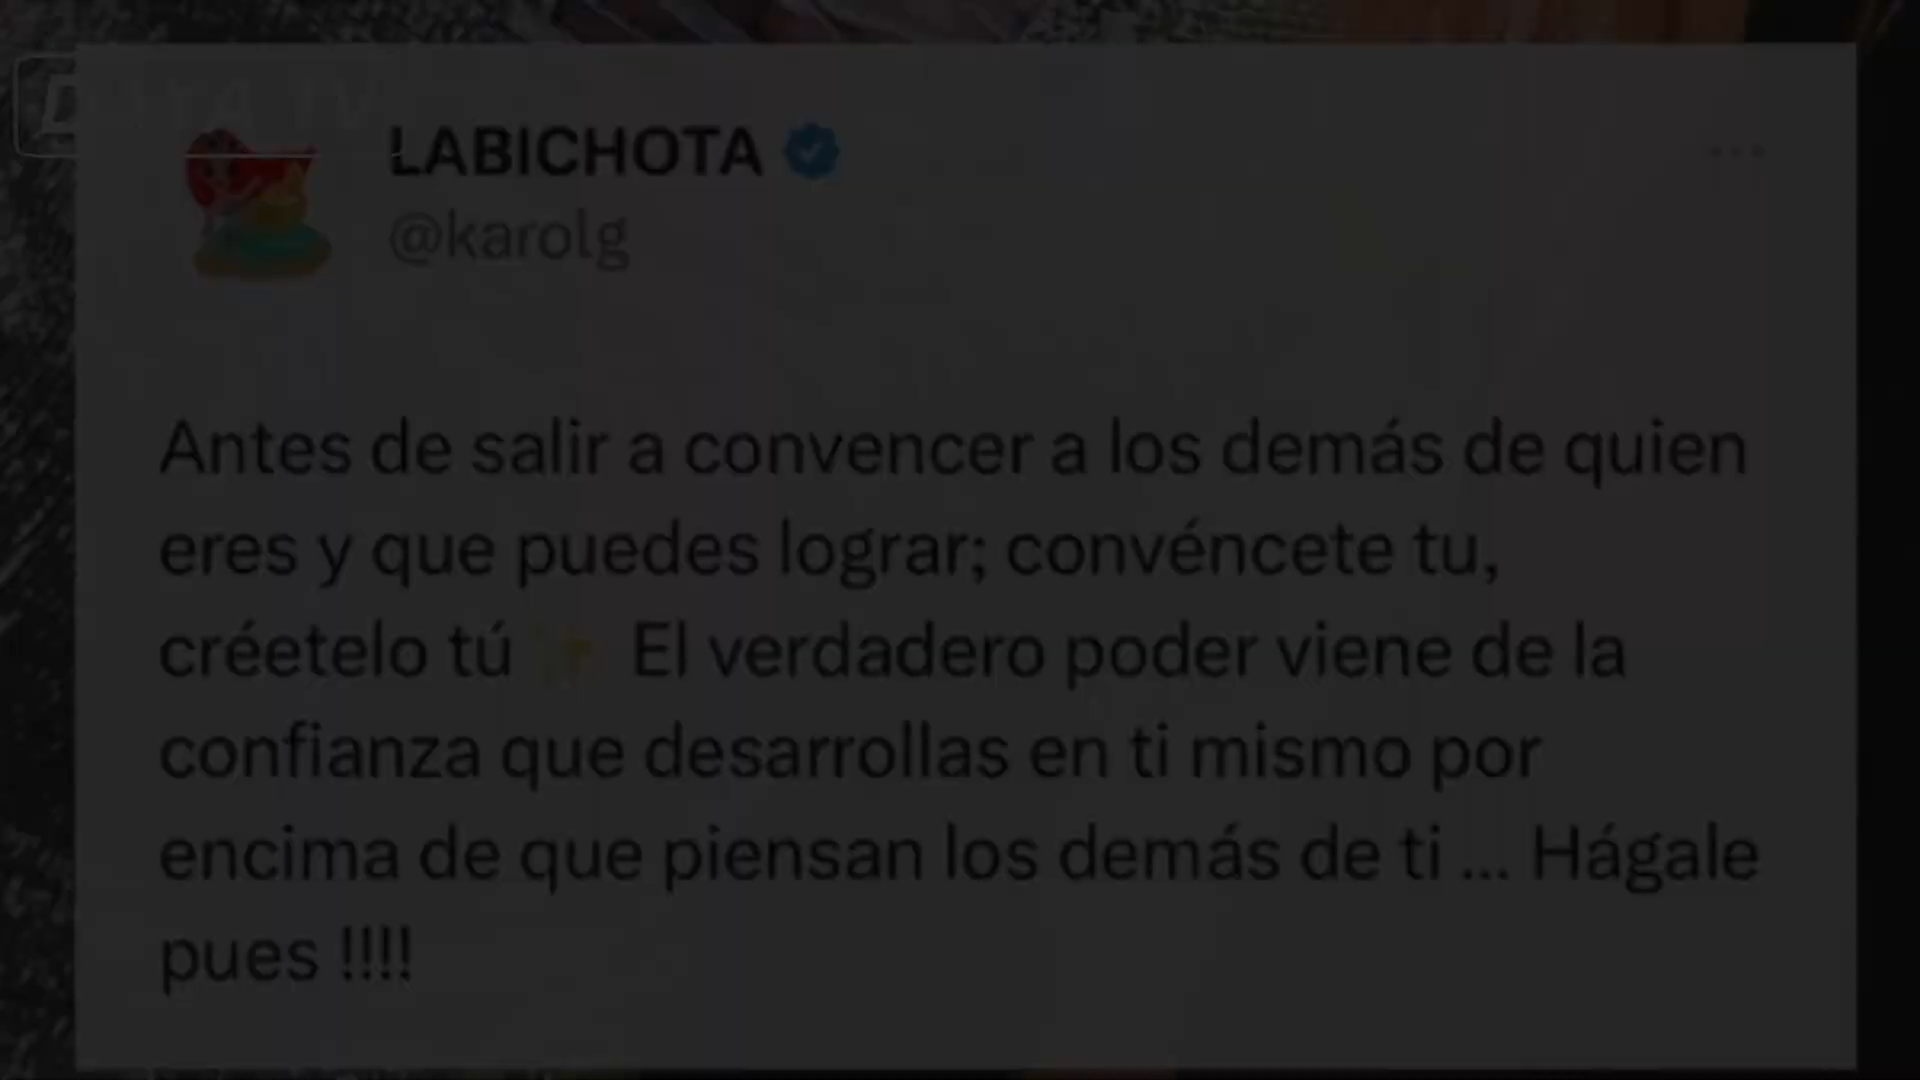 LABICHOTA
@karolg
Antes de salir a convencer a los demás de quien
eres y que puedes lograr; convéncete tu,
créetelo tú ✨ El verdadero poder viene de la
confianza que desarrollas en ti mismo por
encima de que piensan los demás de ti ... Hágale
pues !!!!